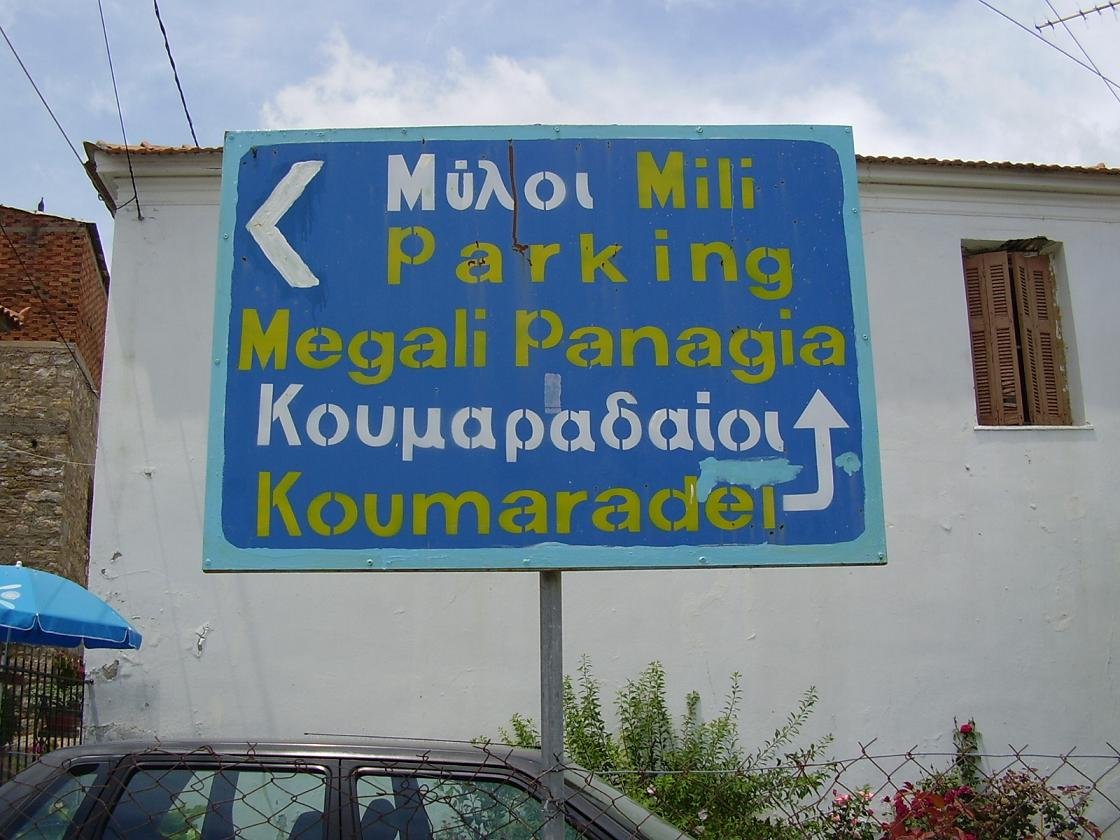 Μύλοι Mili
Parking
Megali Panagia
Κουμαραδαίοι
Koumaradei